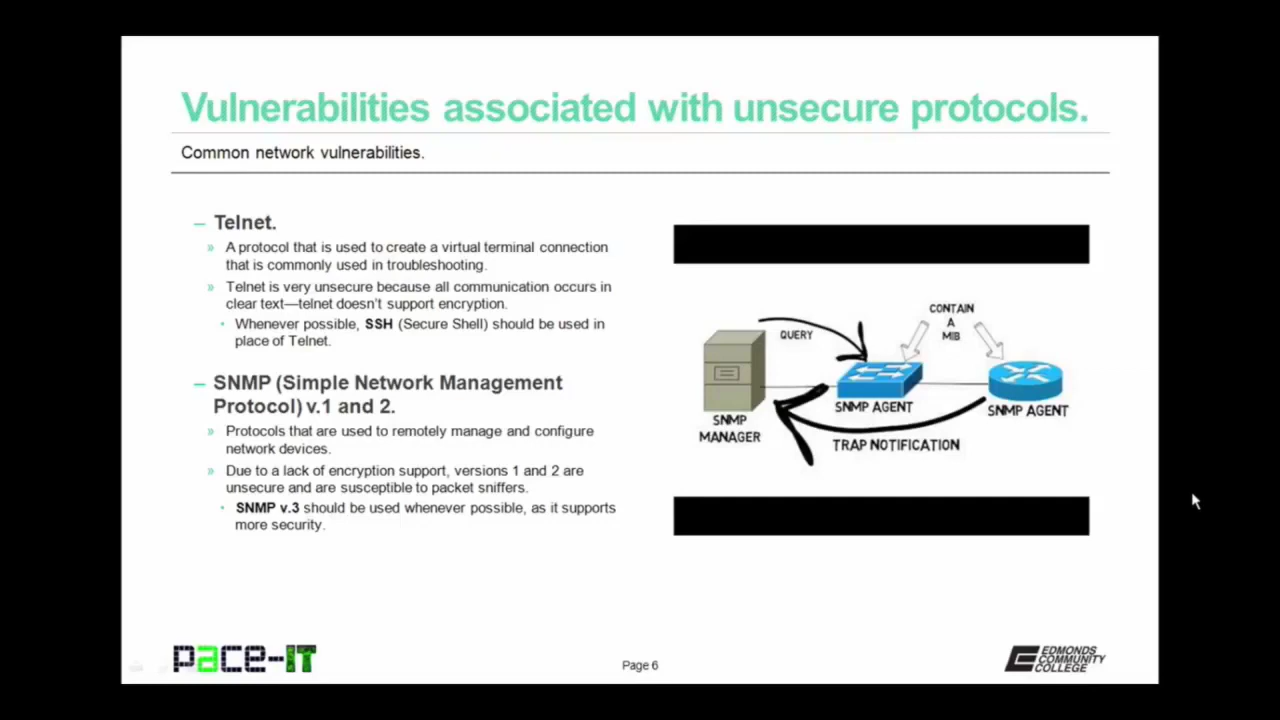 Vulnerabilities associated with unsecure protocols.
Common network vulnerabilities.
– Telnet.
» A protocol that is used to create a virtual terminal connection
that is commonly used in troubleshooting.
» Telnet is very unsecure because all communication occurs in
clear text—telnet doesn't support encryption.
• Whenever possible, SSH (Secure Shell) should be used in
place of Telnet.
– SNMP (Simple Network Management
Protocol) v.1 and 2.
» Protocols that are used to remotely manage and configure
network devices.
» Due to a lack of encryption support, versions 1 and 2 are
unsecure and are susceptible to packet sniffers.
• SNMP v.3 should be used whenever possible, as it supports
more security.
CONTAIN
A
MIB
QUERY
SNMP
MANAGER
SNMP AGENT
SNMP AGENT
TRAP NOTIFICATION
pace-IT
Page 6
EDMONDS
COMMUNITY
COLLEGE